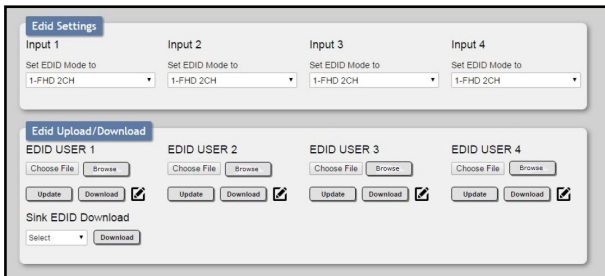 Edid Settings
Input 1 Input 2 Input 3 Input 4
Set EDID Mode to Set EDID Mode to Set EDID Mode to Set EDID Mode to
1-FHD 2CH 1-FHD 2CH 1-FHD 2CH 1-FHD 2CH
Edid Upload/Download
EDID USER 1 EDID USER 2 EDID USER 3 EDID USER 4
Choose File Browse Choose File Browse Choose File Browse Choose File Browse
Update Download Update Download Update Download Update Download
Sink EDID Download
Select Download